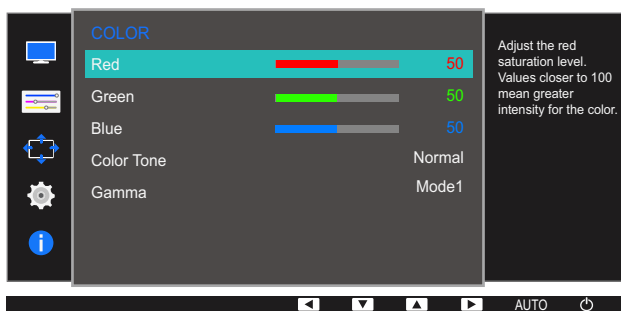 COLOR
Red 50
Green 50
Blue 50
Color Tone Normal
Gamma Mode1
Adjust the red
saturation level.
Values closer to 100
mean greater
intensity for the color.
AUTO